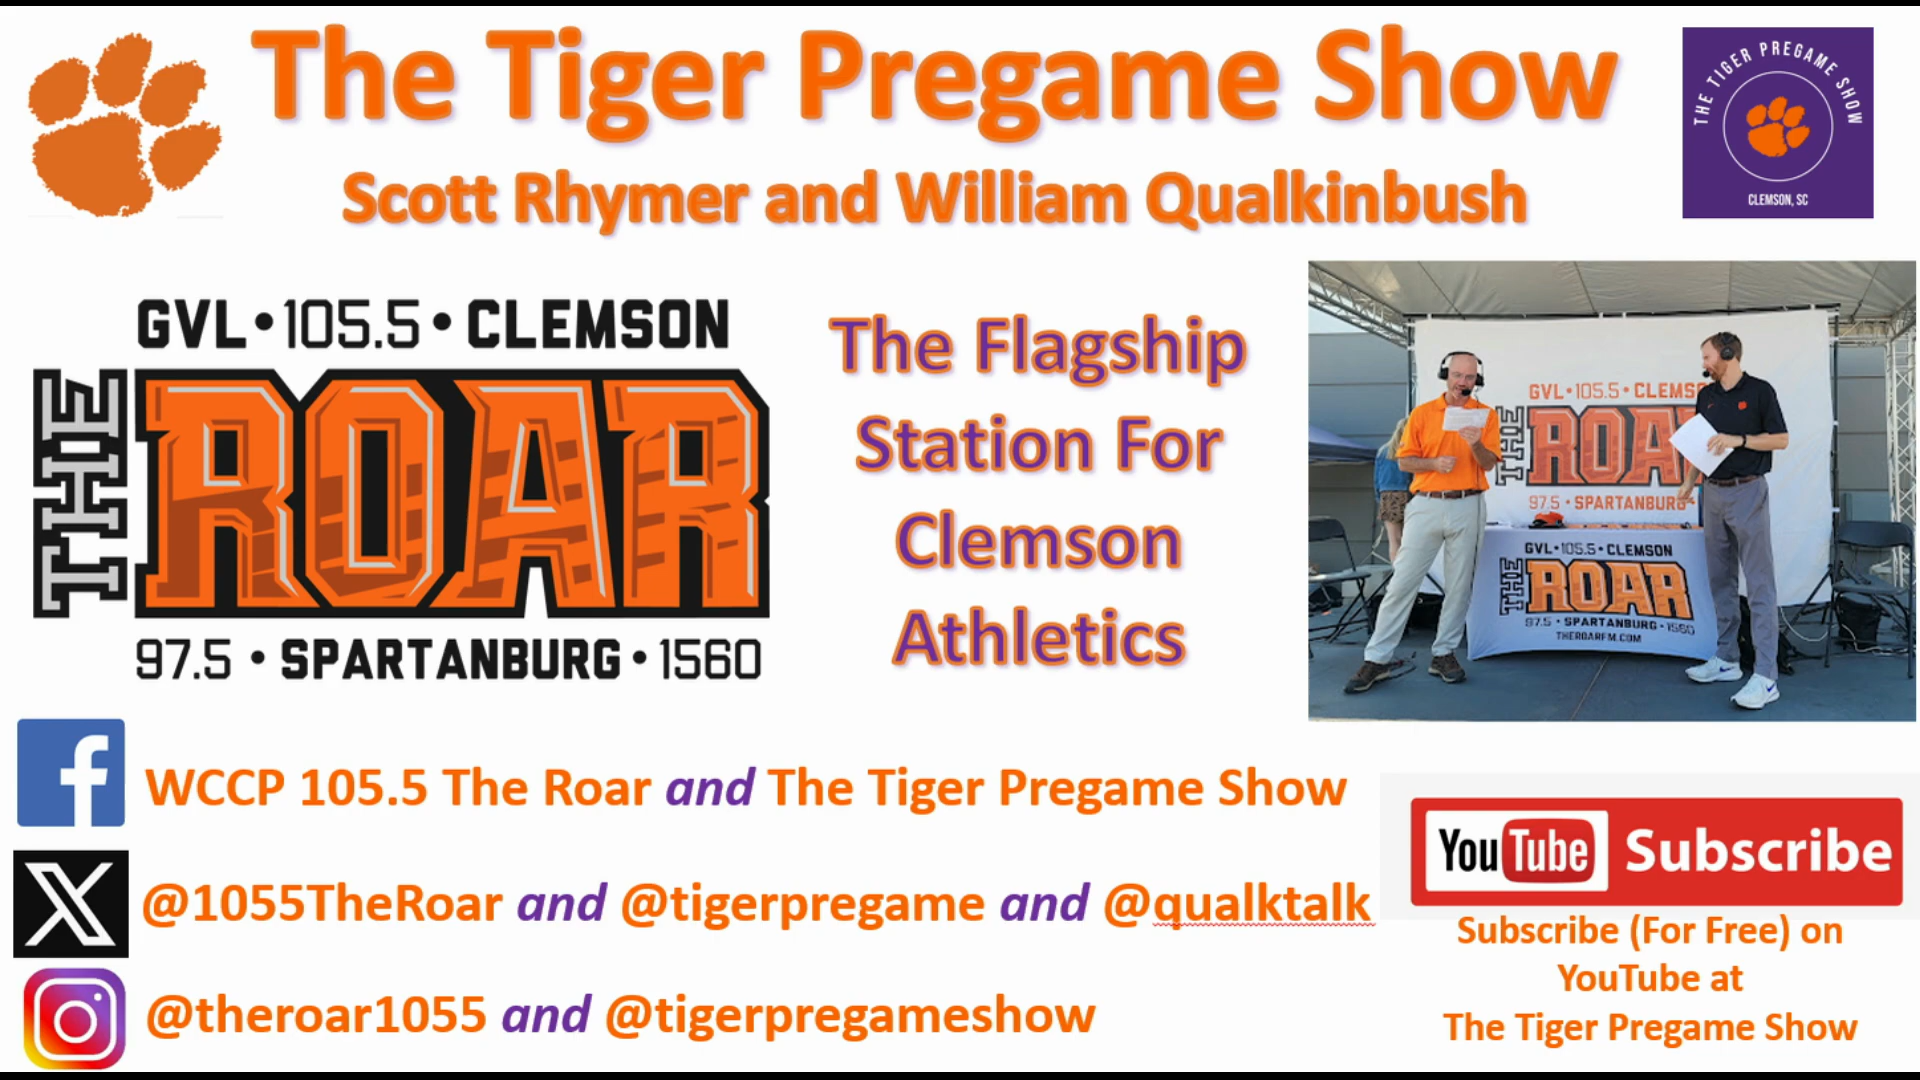 The Tiger Pregame Show
Scott Rhymer and William Qualkinbush
THE TIGER PREGAME SHOW
CLEMSON, SC
GVL • 105.5 • CLEMSON
THE ROAR
97.5 • SPARTANBURG • 1560
The Flagship
Station For
Clemson
Athletics
GVL • 105.5 • CLEMS
THE ROA
97.5 • SPARTANBURG
GVL • 105.5 • CLEMSON
THE ROAR
97.5 • SPARTANBURG • 1560
THEROARFM.COM
WCCP 105.5 The Roar and The Tiger Pregame Show
@1055TheRoar and @tigerpregame and @qualktalk
@theroar1055 and @tigerpregameshow
YouTube Subscribe
Subscribe (For Free) on
YouTube at
The Tiger Pregame Show